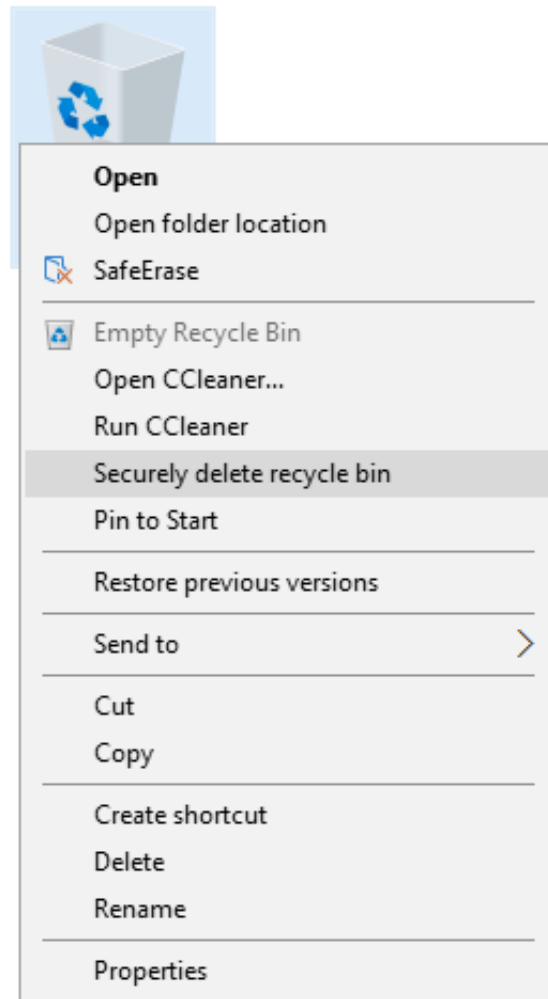 Open
Open folder location
SafeErase
Empty Recycle Bin
Open CCleaner...
Run CCleaner
Securely delete recycle bin
Pin to Start
Restore previous versions
Send to
Cut
Copy
Create shortcut
Delete
Rename
Properties